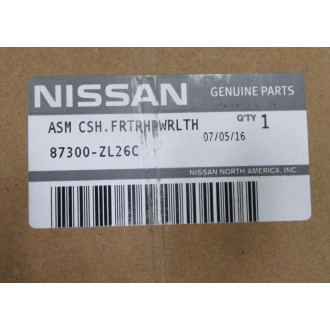 NISSAN GENUINE PARTS
ASM CSH.FRTRHPWRLTH Q'TY 1
07/05/16
87300-ZL26C
NISSAN NORTH AMERICA, INC